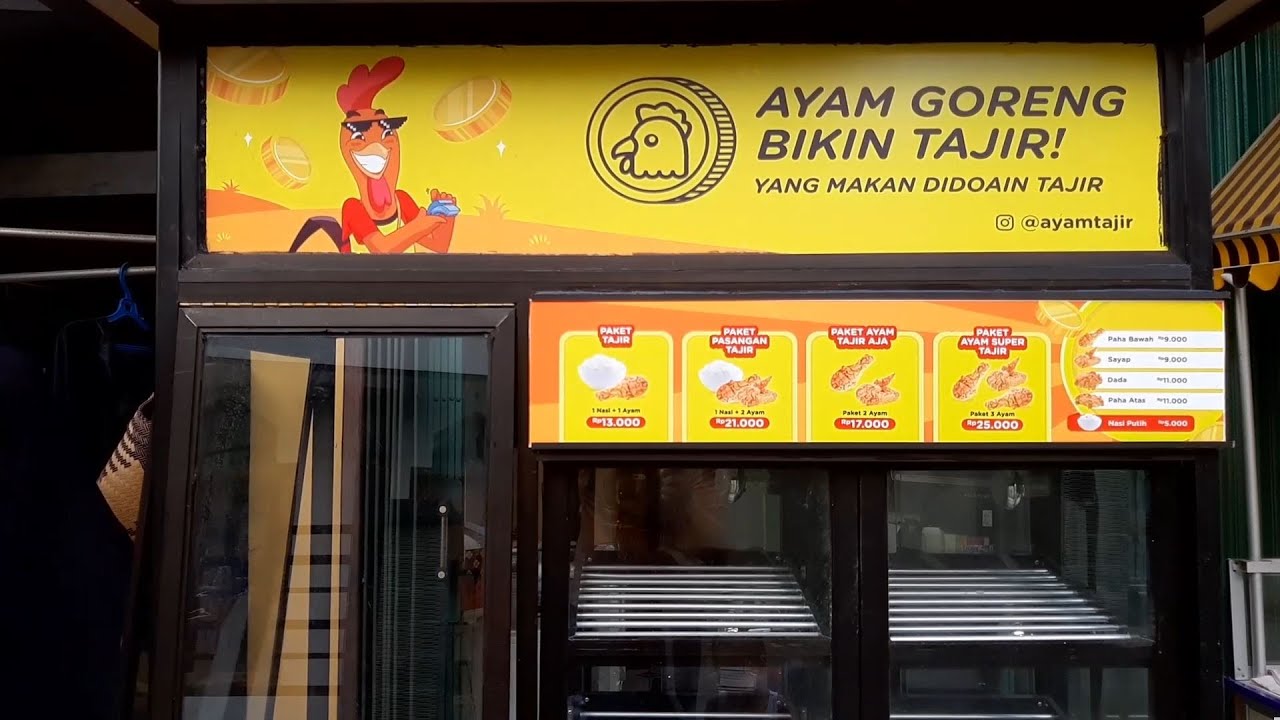 AYAM GORENG
BIKIN TAJIR!
YANG MAKAN DIDOAIN TAJIR
@ayamtajir
PAKET
TAJIR
1 Nasi + 1 Ayam
Rp13.000
PAKET
PASANGAN
TAJIR
1 Nasi + 2 Ayam
Rp21.000
PAKET AYAM
TAJIR AJA
Paket 2 Ayam
Rp17.000
PAKET
AYAM SUPER
TAJIR
Paket 3 Ayam
Rp25.000
Paha Bawah Rp9.000
Sayap Rp9.000
Dada Rp11.000
Paha Atas Rp11.000
Nasi Putih Rp5.000